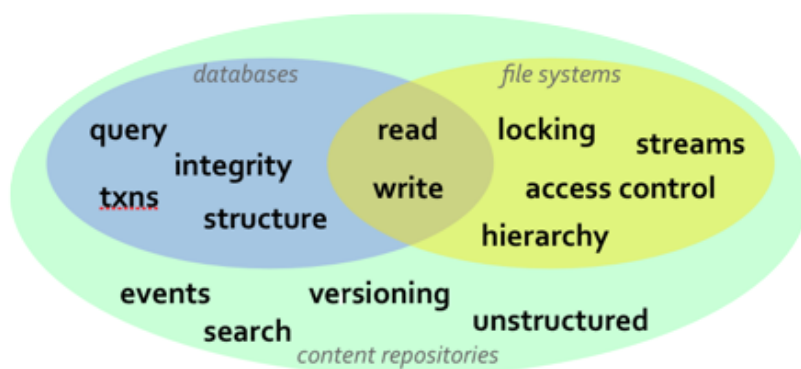 databases
file systems
query
read
locking
streams
integrity
txns
write
access control
structure
hierarchy
events
versioning
search
unstructured
content repositories